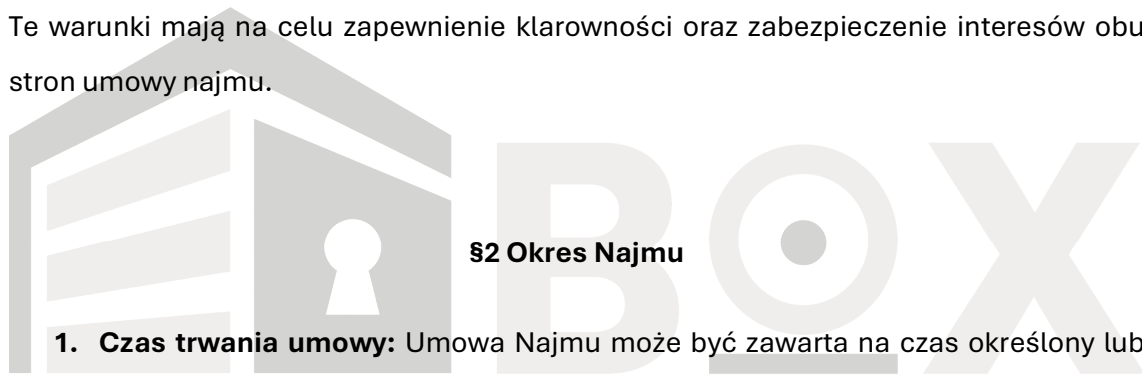 Te warunki mają na celu zapewnienie klarowności oraz zabezpieczenie interesów obu
stron umowy najmu.
BOX
§2 Okres Najmu
1. Czas trwania umowy: Umowa Najmu może być zawarta na czas określony lub